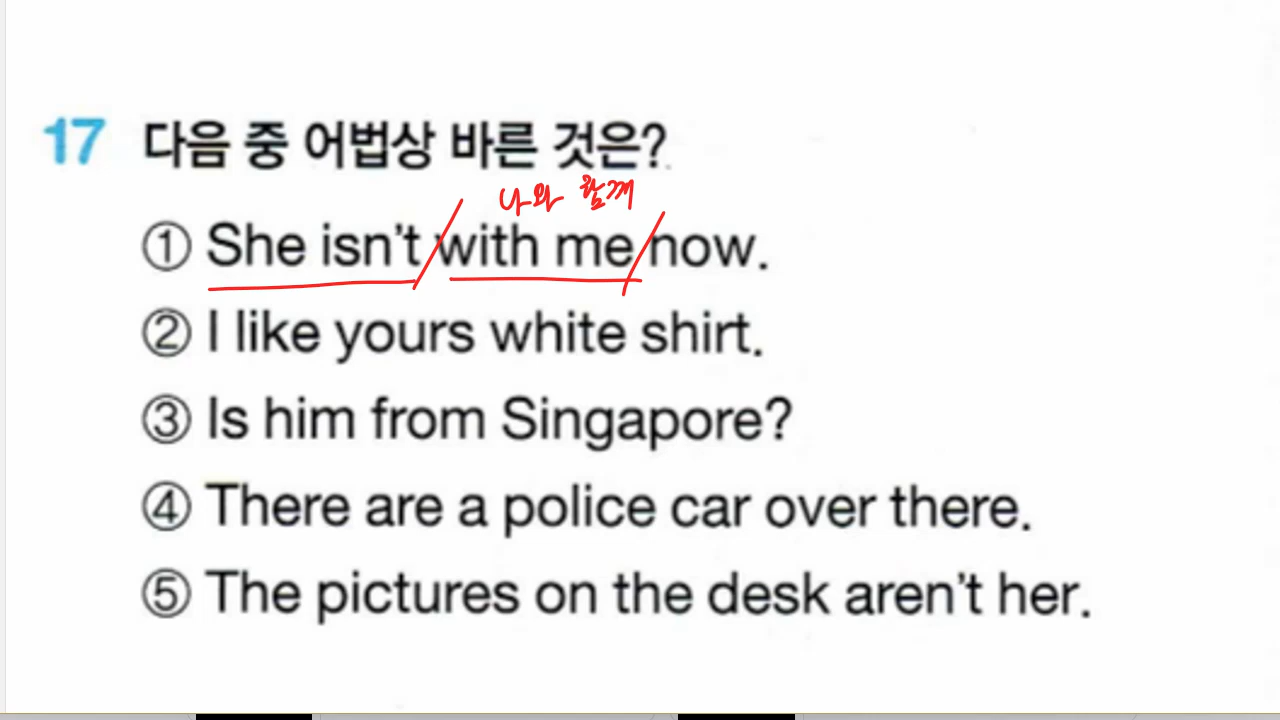 17 다음 중 어법상 바른 것은?
나와 함께
① She isn't with me now.
② I like yours white shirt.
③ Is him from Singapore?
④ There are a police car over there.
⑤ The pictures on the desk aren't her.